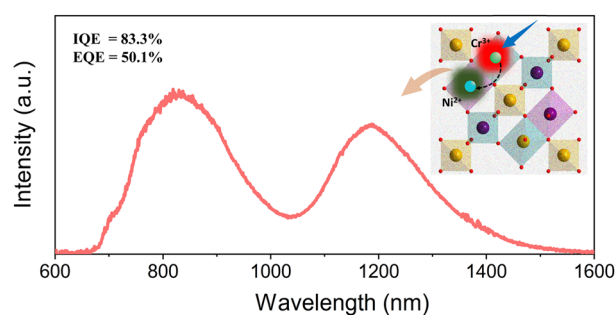 IQE = 83.3%
EQE = 50.1%
Cr³⁺
Ni²⁺
Intensity (a.u.)
600 800 1000 1200 1400 1600
Wavelength (nm)